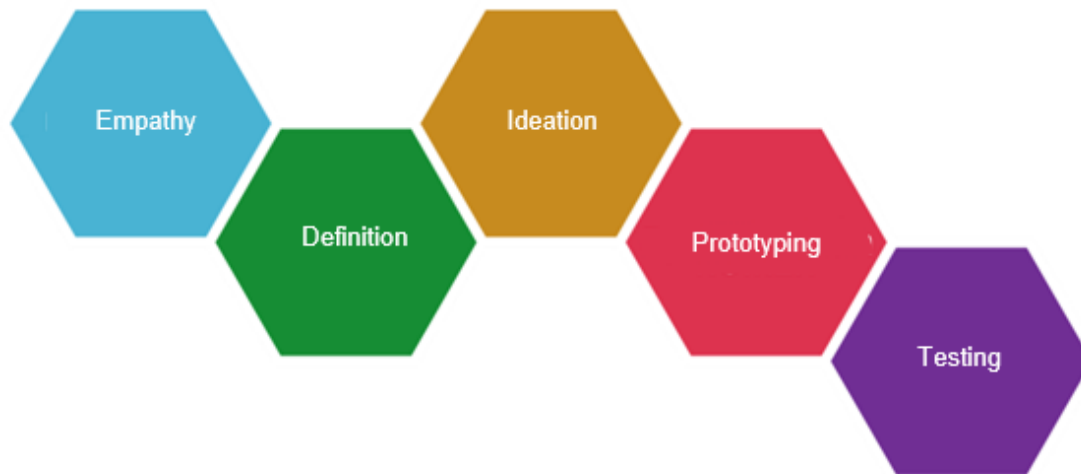 Empathy
Definition
Ideation
Prototyping
Testing